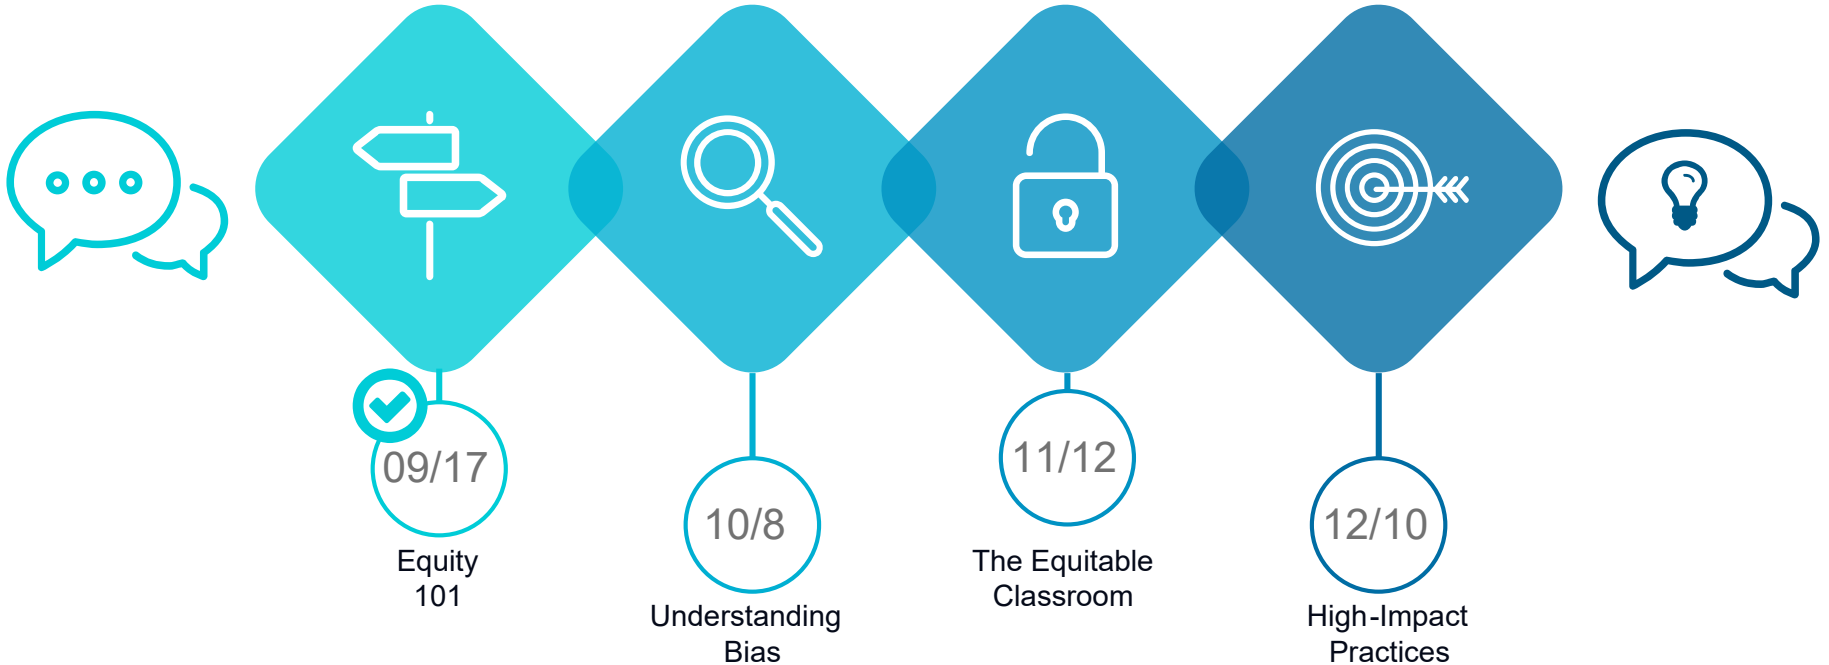 09/17
Equity
101
10/8
Understanding
Bias
11/12
The Equitable
Classroom
12/10
High-Impact
Practices